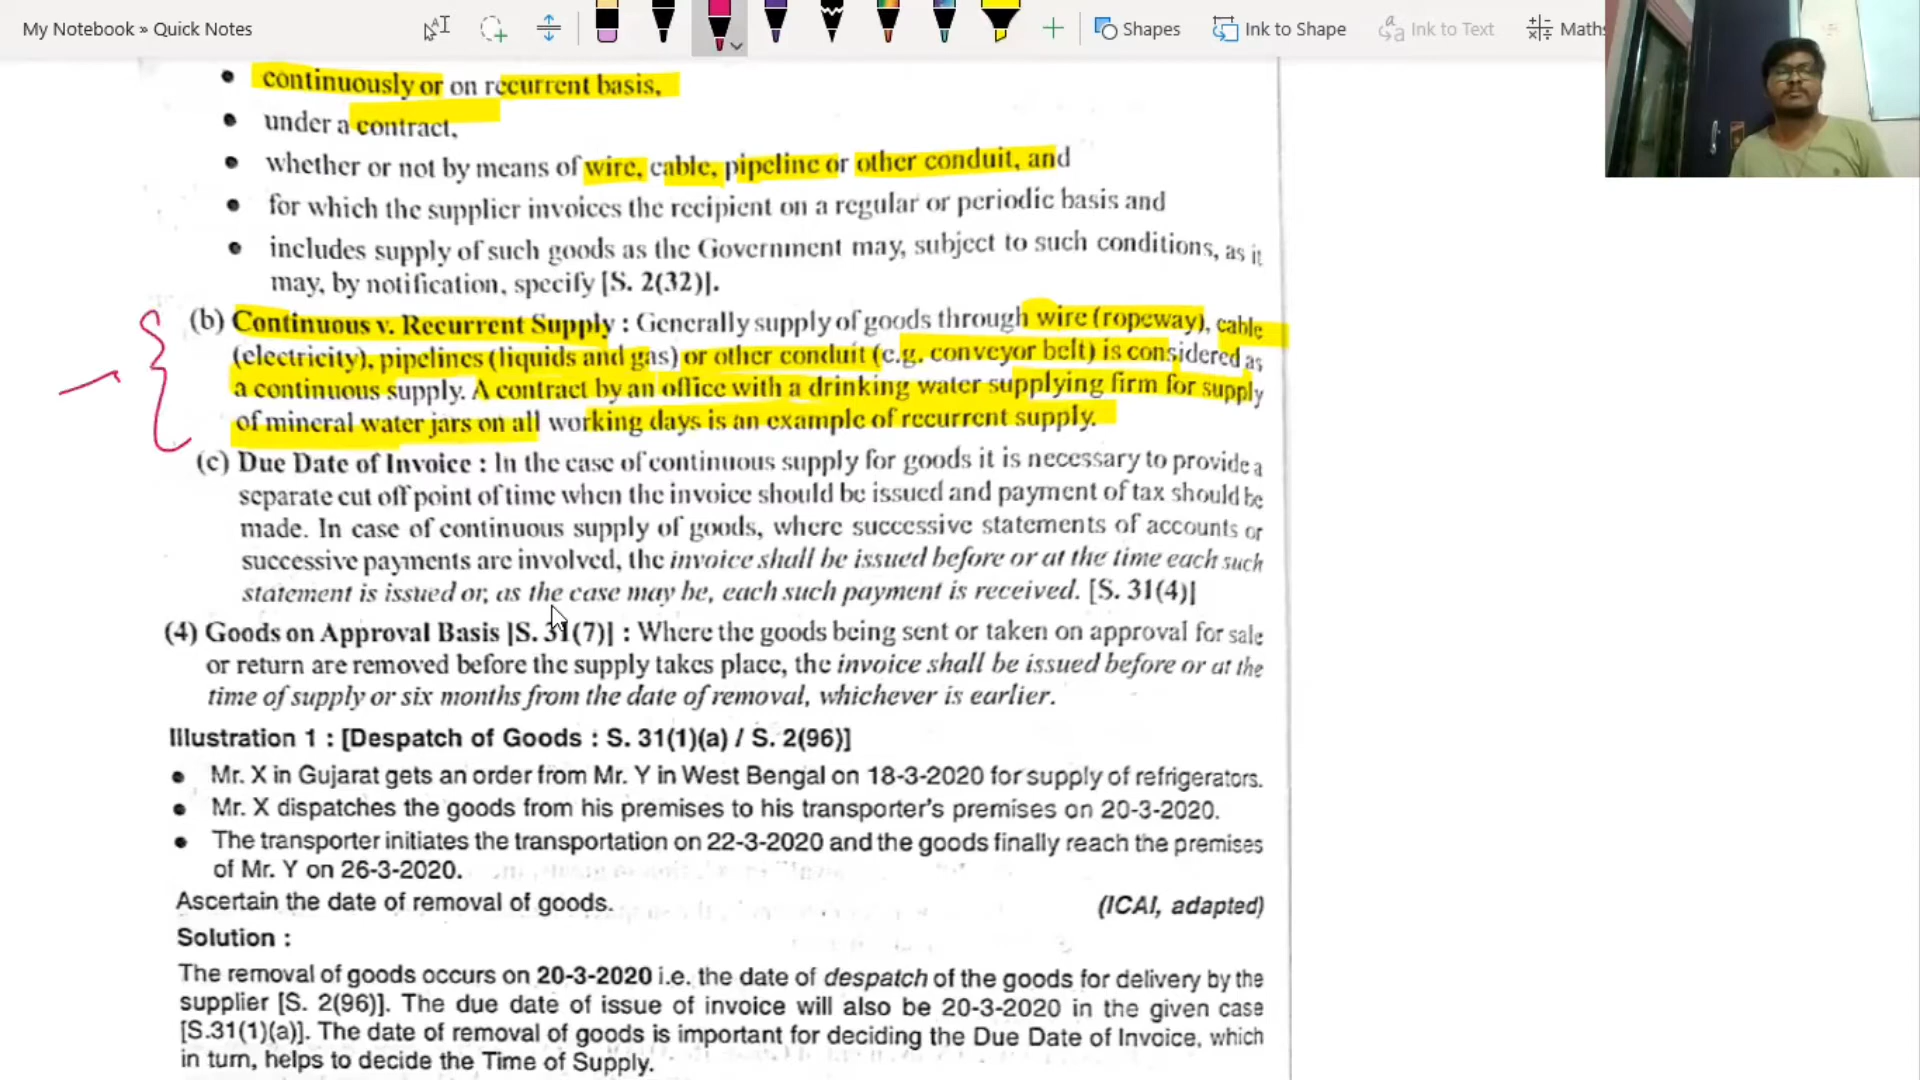 My Notebook » Quick Notes
Shapes
Ink to Shape
Ink to Text
Maths
continuously or on recurrent basis,
under a contract,
whether or not by means of wire, cable, pipeline or other conduit, and
for which the supplier invoices the recipient on a regular or periodic basis and
includes supply of such goods as the Government may, subject to such conditions, as it
may, by notification, specify [S. 2(32)].
(b) Continuous v. Recurrent Supply : Generally supply of goods through wire (ropeway), cable
(electricity), pipelines (liquids and gas) or other conduit (e.g. conveyor belt) is considered as
a continuous supply. A contract by an office with a drinking water supplying firm for supply
of mineral water jars on all working days is an example of recurrent supply.
(c) Due Date of Invoice : In the case of continuous supply for goods it is necessary to provide a
separate cut off point of time when the invoice should be issued and payment of tax should be
made. In case of continuous supply of goods, where successive statements of accounts or
successive payments are involved, the invoice shall be issued before or at the time each such
statement is issued or, as the case may be, each such payment is received. [S. 31(4)]
(4) Goods on Approval Basis [S. 31(7)] : Where the goods being sent or taken on approval for sale
or return are removed before the supply takes place, the invoice shall be issued before or at the
time of supply or six months from the date of removal, whichever is earlier.
Illustration 1 : [Despatch of Goods : S. 31(1)(a) / S. 2(96)]
Mr. X in Gujarat gets an order from Mr. Y in West Bengal on 18-3-2020 for supply of refrigerators.
Mr. X dispatches the goods from his premises to his transporter's premises on 20-3-2020.
The transporter initiates the transportation on 22-3-2020 and the goods finally reach the premises
of Mr. Y on 26-3-2020.
Ascertain the date of removal of goods. (ICAI, adapted)
Solution :
The removal of goods occurs on 20-3-2020 i.e. the date of despatch of the goods for delivery by the
supplier [S. 2(96)]. The due date of issue of invoice will also be 20-3-2020 in the given case
[S.31(1)(a)]. The date of removal of goods is important for deciding the Due Date of Invoice, which
in turn, helps to decide the Time of Supply.